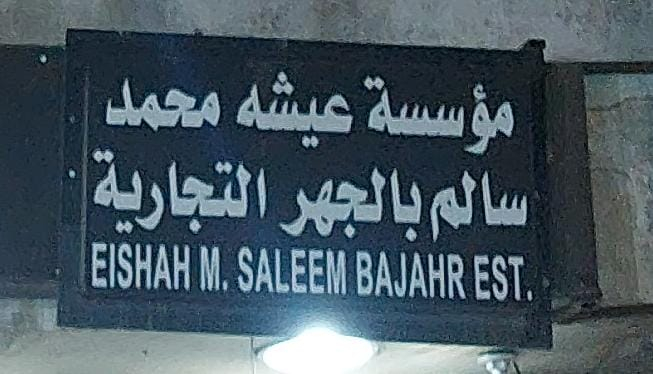 مؤسسة عيشه محمد
سالم بالجهر التجارية
EISHAH M. SALEEM BAJAHR EST.